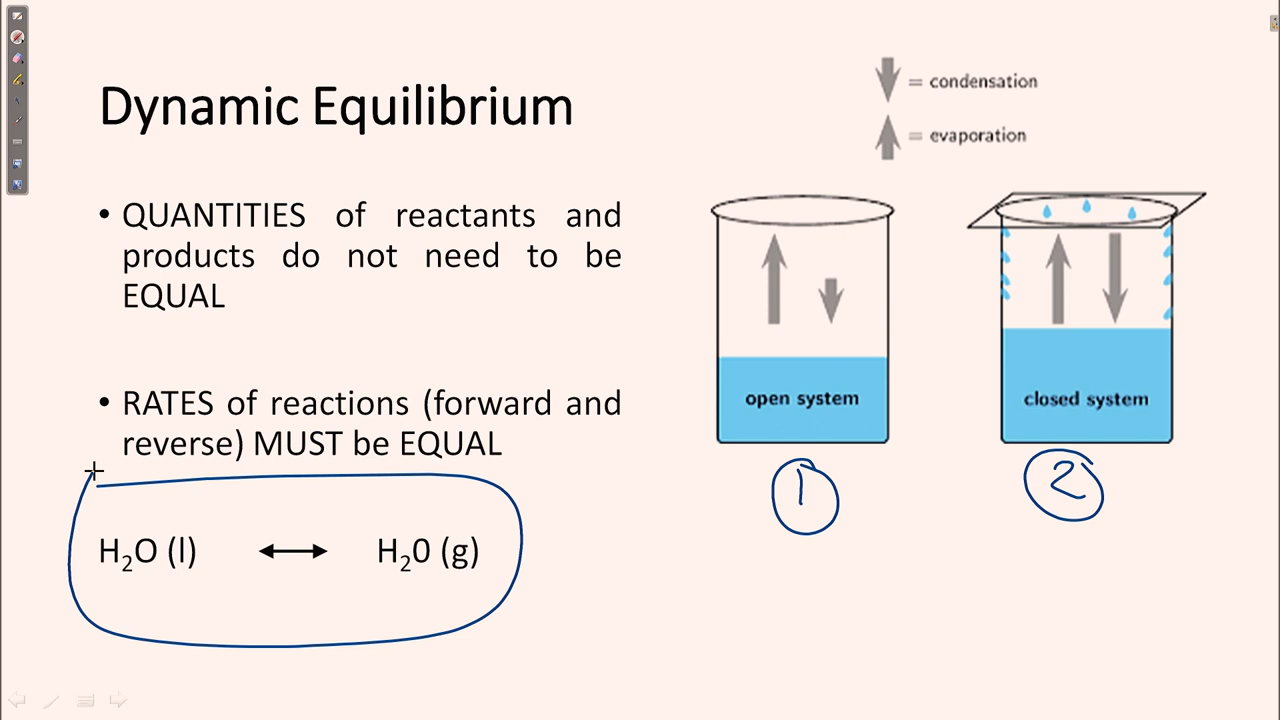 Dynamic Equilibrium
• QUANTITIES of reactants and
products do not need to be
EQUAL
• RATES of reactions (forward and
reverse) MUST be EQUAL
H₂O (l) ⟷ H₂0 (g)
= condensation
= evaporation
open system
closed system
1
2